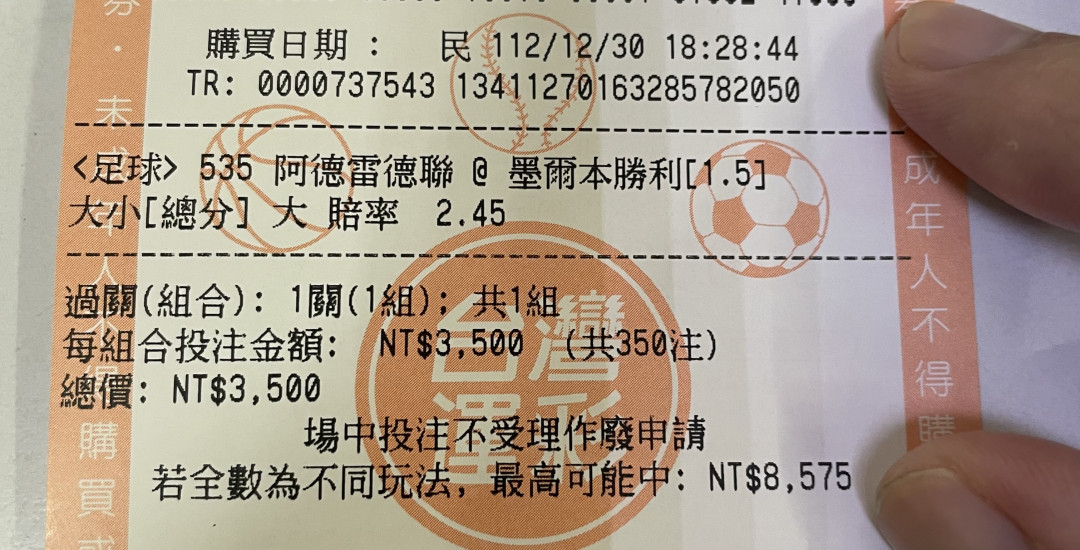 購買日期: 民 112/12/30 18:28:44
TR: 0000737543 13411270163285782050
<足球> 535 阿德雷德聯 @ 墨爾本勝利[1.5]
大小[總分] 大 賠率 2.45
過關(組合): 1關(1組); 共1組
每組合投注金額: NT$3,500 (共350注)
總價: NT$3,500
場中投注不受理作廢申請
若全數為不同玩法, 最高可能中: NT$8,575
台灣
運彩
成年人不得購